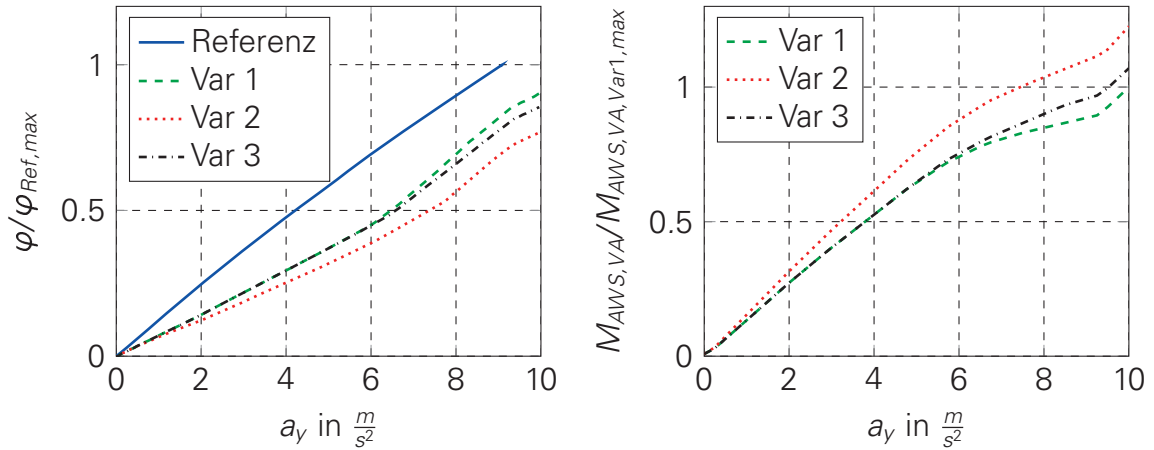 φ/φRef,max
1
0.5
0
0 2 4 6 8 10
ay in m/s²
Referenz
Var 1
Var 2
Var 3
MAWS,VA/MAWS,VA,Var1,max
1
0.5
0
0 2 4 6 8 10
ay in m/s²
Var 1
Var 2
Var 3